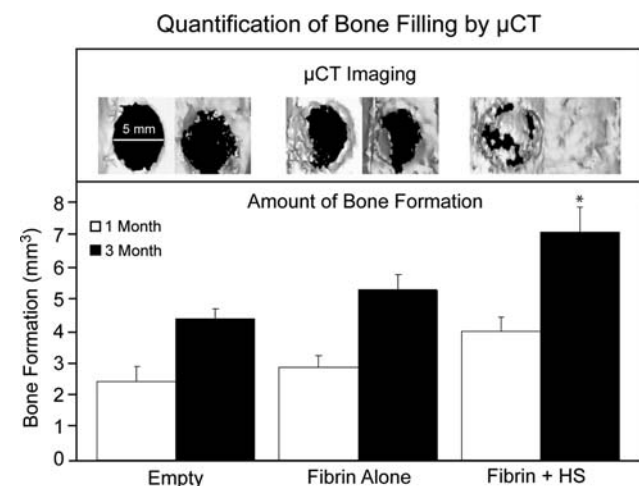 Quantification of Bone Filling by µCT
µCT Imaging
5 mm
Amount of Bone Formation
1 Month
3 Month
*
Bone Formation (mm³)
8
7
6
5
4
3
2
1
0
Empty
Fibrin Alone
Fibrin + HS